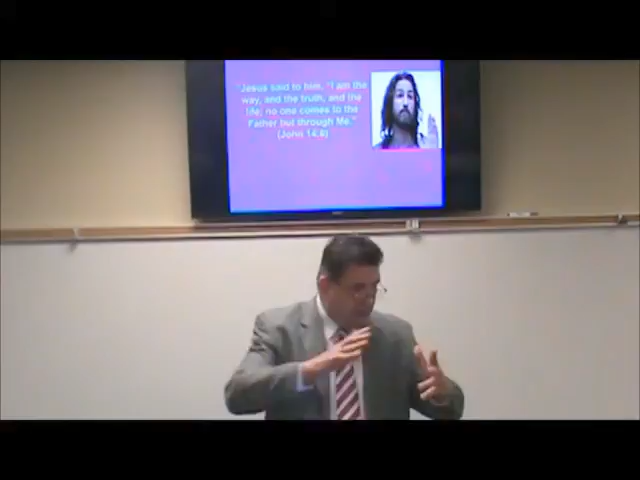 "Jesus said to him, "I am the
way, and the truth, and the
life; no one comes to the
Father but through Me."
(John 14:6)